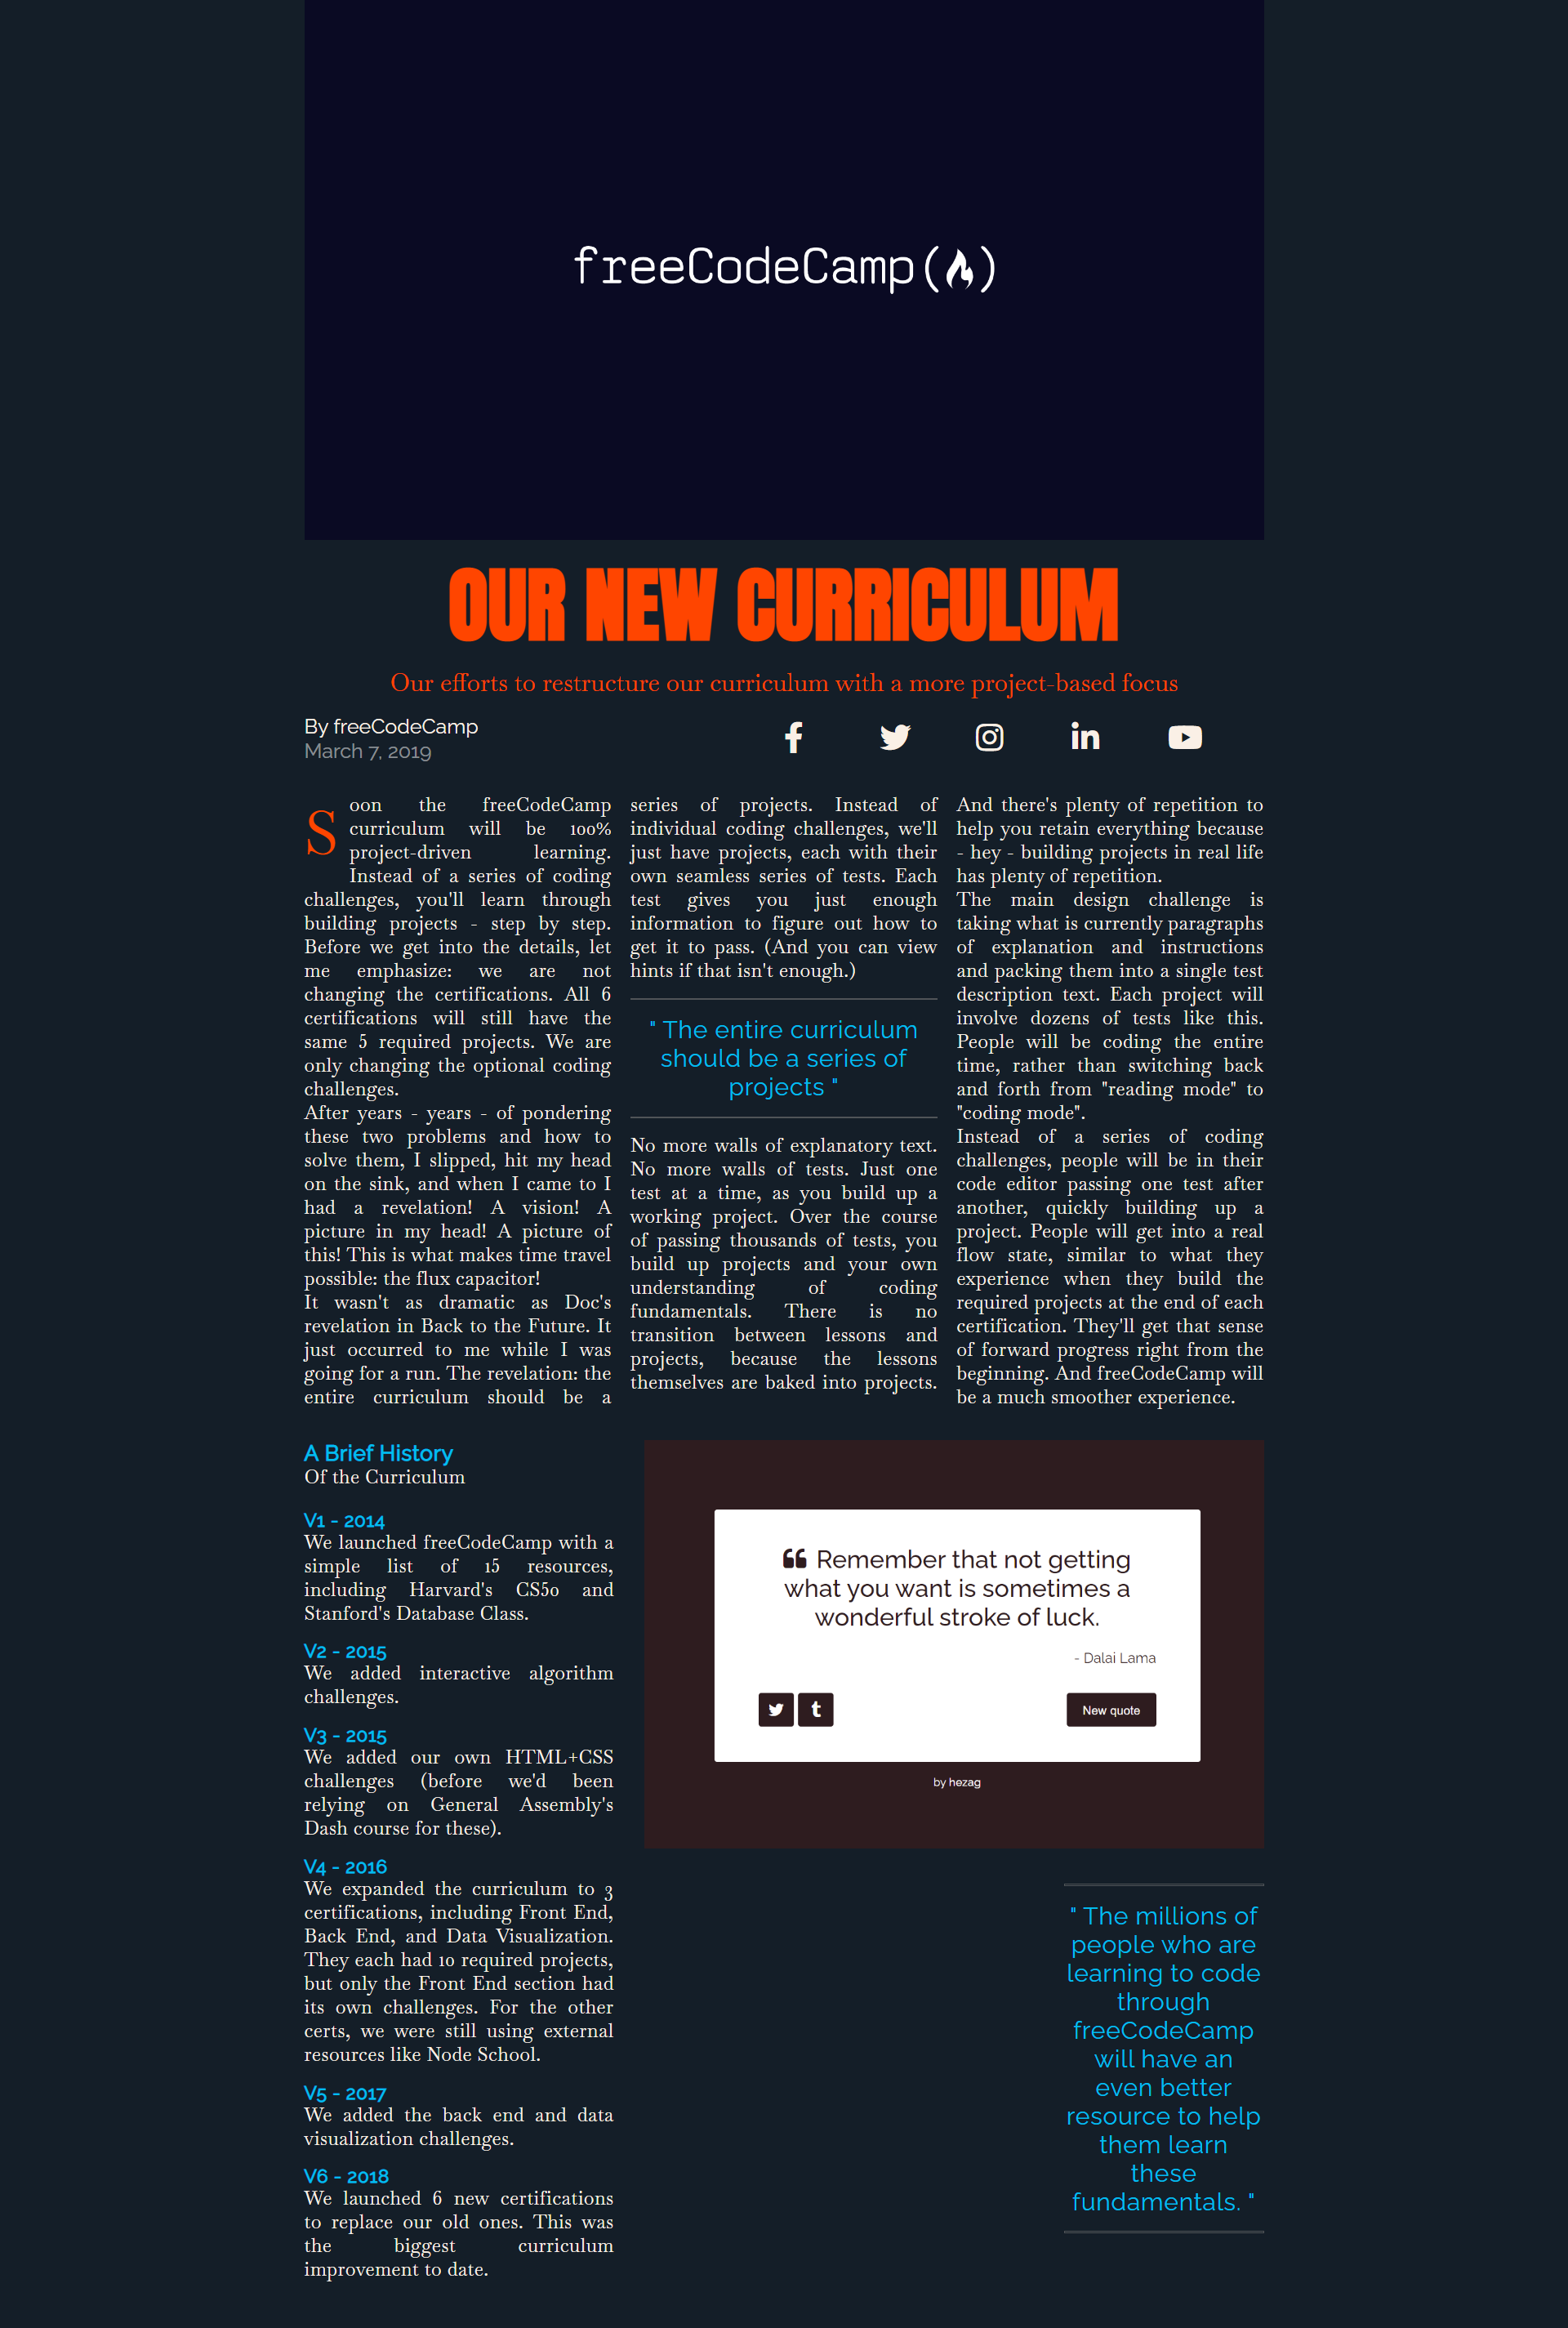 freeCodeCamp()
OUR NEW CURRICULUM
Our efforts to restructure our curriculum with a more project-based focus
By freeCodeCamp
March 7, 2019
Soon the freeCodeCamp
curriculum will be 100%
project-driven learning.
Instead of a series of coding
challenges, you'll learn through
building projects - step by step.
Before we get into the details, let
me emphasize: we are not
changing the certifications. All 6
certifications will still have the
same 5 required projects. We are
only changing the optional coding
challenges.
After years - years - of pondering
these two problems and how to
solve them, I slipped, hit my head
on the sink, and when I came to I
had a revelation! A vision! A
picture in my head! A picture of
this! This is what makes time travel
possible: the flux capacitor!
It wasn't as dramatic as Doc's
revelation in Back to the Future. It
just occurred to me while I was
going for a run. The revelation: the
entire curriculum should be a
series of projects. Instead of
individual coding challenges, we'll
just have projects, each with their
own seamless series of tests. Each
test gives you just enough
information to figure out how to
get it to pass. (And you can view
hints if that isn't enough.)
" The entire curriculum
should be a series of
projects "
No more walls of explanatory text.
No more walls of tests. Just one
test at a time, as you build up a
working project. Over the course
of passing thousands of tests, you
build up projects and your own
understanding of coding
fundamentals. There is no
transition between lessons and
projects, because the lessons
themselves are baked into projects.
And there's plenty of repetition to
help you retain everything because
- hey - building projects in real life
has plenty of repetition.
The main design challenge is
taking what is currently paragraphs
of explanation and instructions
and packing them into a single test
description text. Each project will
involve dozens of tests like this.
People will be coding the entire
time, rather than switching back
and forth from "reading mode" to
"coding mode".
Instead of a series of coding
challenges, people will be in their
code editor passing one test after
another, quickly building up a
project. People will get into a real
flow state, similar to what they
experience when they build the
required projects at the end of each
certification. They'll get that sense
of forward progress right from the
beginning. And freeCodeCamp will
be a much smoother experience.
A Brief History
Of the Curriculum
V1 - 2014
We launched freeCodeCamp with a
simple list of 15 resources,
including Harvard's CS50 and
Stanford's Database Class.
V2 - 2015
We added interactive algorithm
challenges.
V3 - 2015
We added our own HTML+CSS
challenges (before we'd been
relying on General Assembly's
Dash course for these).
V4 - 2016
We expanded the curriculum to 3
certifications, including Front End,
Back End, and Data Visualization.
They each had 10 required projects,
but only the Front End section had
its own challenges. For the other
certs, we were still using external
resources like Node School.
V5 - 2017
We added the back end and data
visualization challenges.
V6 - 2018
We launched 6 new certifications
to replace our old ones. This was
the biggest curriculum
improvement to date.
“ Remember that not getting
what you want is sometimes a
wonderful stroke of luck.
- Dalai Lama
New quote
by hezag
" The millions of
people who are
learning to code
through
freeCodeCamp
will have an
even better
resource to help
them learn
these
fundamentals. "